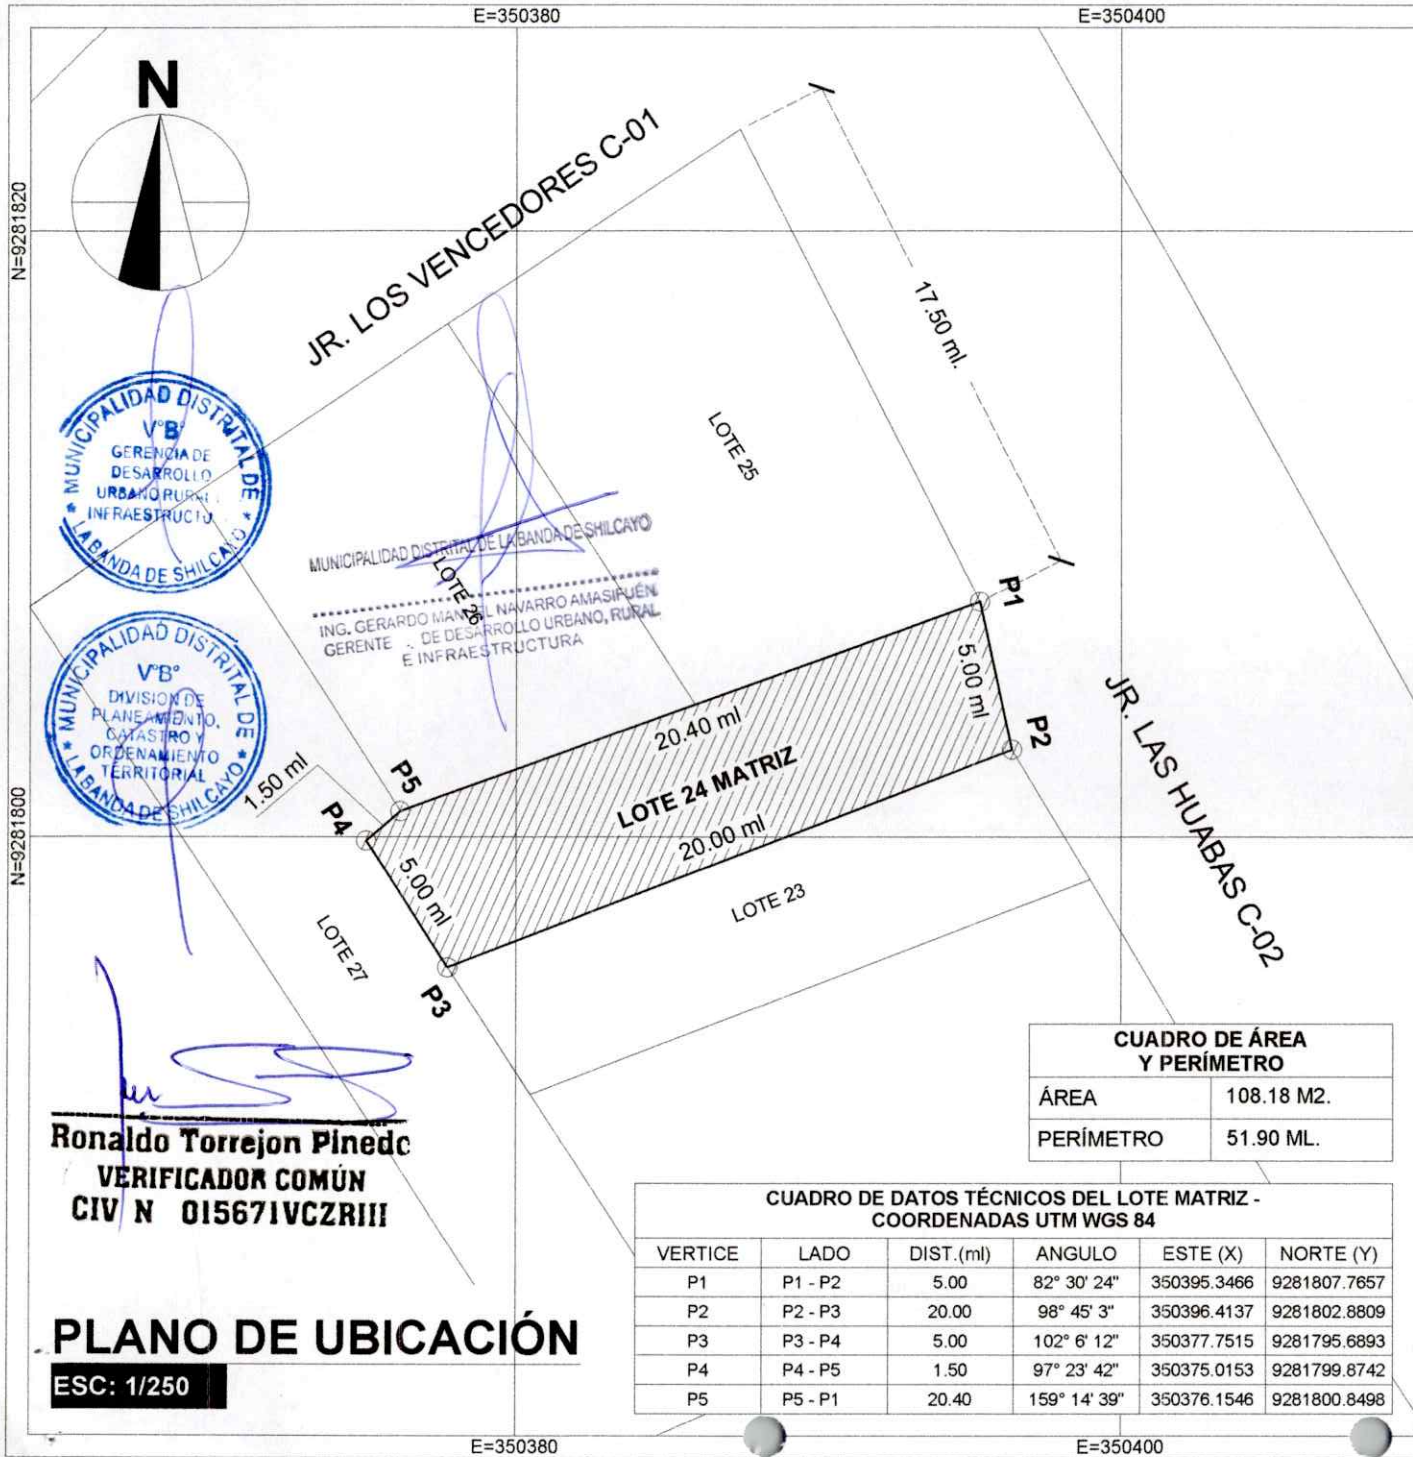 E=350380
E=350400
N
N=9281820
JR. LOS VENCEDORES C-01
17.50 ml.
LOTE 25
MUNICIPALIDAD DISTRITAL DE
V°B°
GERENCIA DE
DESARROLLO
URBANO RURAL
INFRAESTRUCTU
LA BANDA DE SHILCAYO
MUNICIPALIDAD DISTRITAL DE LA BANDA DE SHILCAYO
LOTE 26
ING. GERARDO MANUEL NAVARRO AMASIFUÉN
GERENTE DE DESARROLLO URBANO, RURAL
E INFRAESTRUCTURA
MUNICIPALIDAD DISTRITAL DE
V°B°
DIVISIÓN DE
PLANEAMIENTO,
CATASTRO Y
ORDENAMIENTO
TERRITORIAL
LA BANDA DE SHILCAYO
P1
5.00 ml
P2
JR. LAS HUABAS C-02
20.40 ml
LOTE 24 MATRIZ
20.00 ml
1.50 ml
P5
P4
N=9281800
5.00 ml
LOTE 23
LOTE 27
P3
Ronaldo Torrejon Pinedo
VERIFICADOR COMÚN
CIV N 015671VCZRIII
CUADRO DE ÁREA
Y PERÍMETRO
ÁREA 108.18 M2.
PERÍMETRO 51.90 ML.
CUADRO DE DATOS TÉCNICOS DEL LOTE MATRIZ -
COORDENADAS UTM WGS 84
VERTICE LADO DIST.(ml) ANGULO ESTE (X) NORTE (Y)
P1 P1 - P2 5.00 82° 30' 24" 350395.3466 9281807.7657
P2 P2 - P3 20.00 98° 45' 3" 350396.4137 9281802.8809
P3 P3 - P4 5.00 102° 6' 12" 350377.7515 9281795.6893
P4 P4 - P5 1.50 97° 23' 42" 350375.0153 9281799.8742
P5 P5 - P1 20.40 159° 14' 39" 350376.1546 9281800.8498
PLANO DE UBICACIÓN
ESC: 1/250
E=350380
E=350400